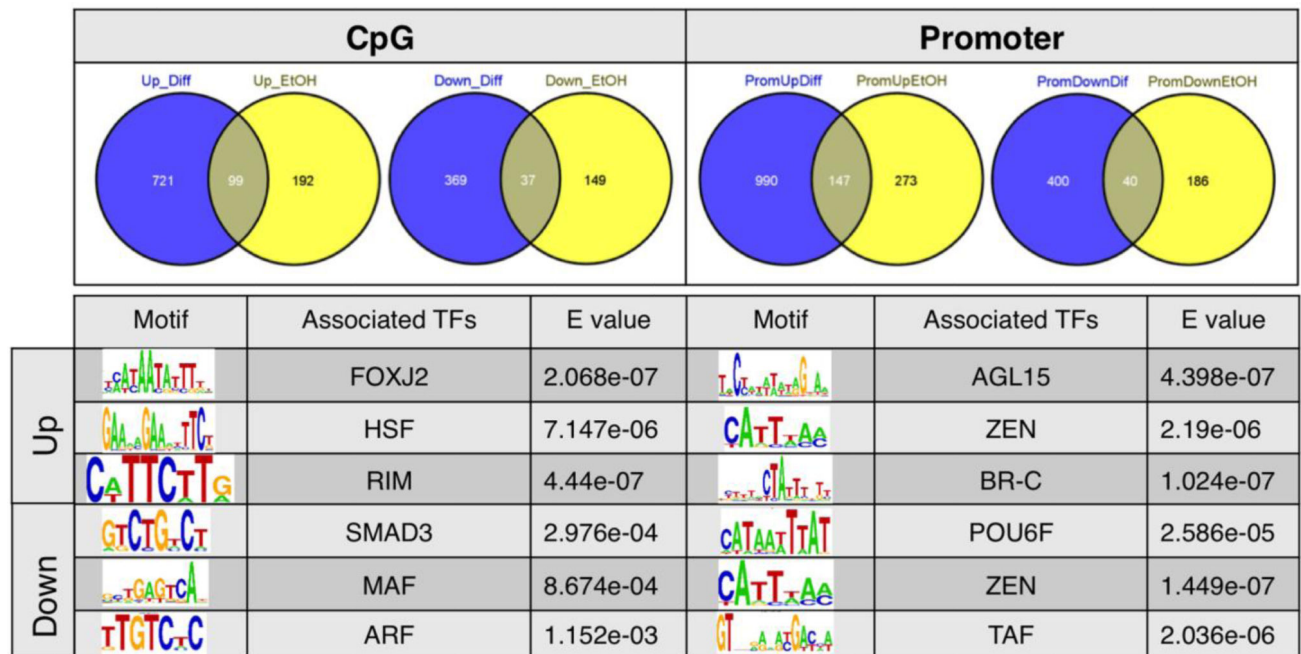 CpG Promoter
Up_Diff Up_EtOH Down_Diff Down_EtOH PromUpDiff PromUpEtOH PromDownDif PromDownEtOH
721 99 192 369 37 149 990 147 273 400 40 186
Motif Associated TFs E value Motif Associated TFs E value
Up
FOXJ2 2.068e-07 AGL15 4.398e-07
HSF 7.147e-06 ZEN 2.19e-06
RIM 4.44e-07 BR-C 1.024e-07
Down
SMAD3 2.976e-04 POU6F 2.586e-05
MAF 8.674e-04 ZEN 1.449e-07
ARF 1.152e-03 TAF 2.036e-06